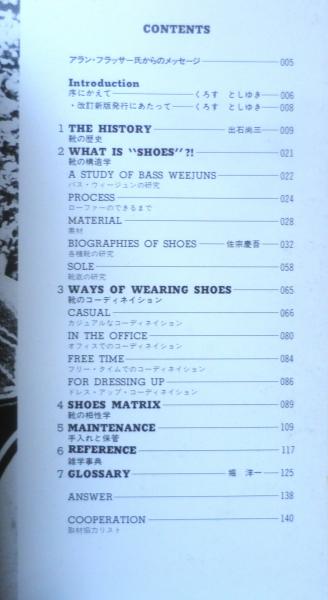 CONTENTS
アラン・フラッサー氏からのメッセージ 005
Introduction
序にかえて くろす としゆき 006
・改訂新版発行にあたって くろす としゆき 008
1 THE HISTORY 出石尚三 009
靴の歴史
2 WHAT IS "SHOES"?! 021
靴の構造学
A STUDY OF BASS WEEJUNS 022
バス・ウィージュンの研究
PROCESS 024
ローファーのできるまで
MATERIAL 028
素材
BIOGRAPHIES OF SHOES 佐宗慶吾 032
各種靴の研究
SOLE 058
靴底の研究
3 WAYS OF WEARING SHOES 065
靴のコーディネイション
CASUAL 066
カジュアルなコーディネイション
IN THE OFFICE 080
オフィスでのコーディネイション
FREE TIME 084
フリー・タイムでのコーディネイション
FOR DRESSING UP 086
ドレス・アップ・コーディネイション
4 SHOES MATRIX 089
靴の相性学
5 MAINTENANCE 109
手入れと保管
6 REFERENCE 117
雑学事典
7 GLOSSARY 堀 洋一 125
ANSWER 138
COOPERATION 140
取材協力リスト